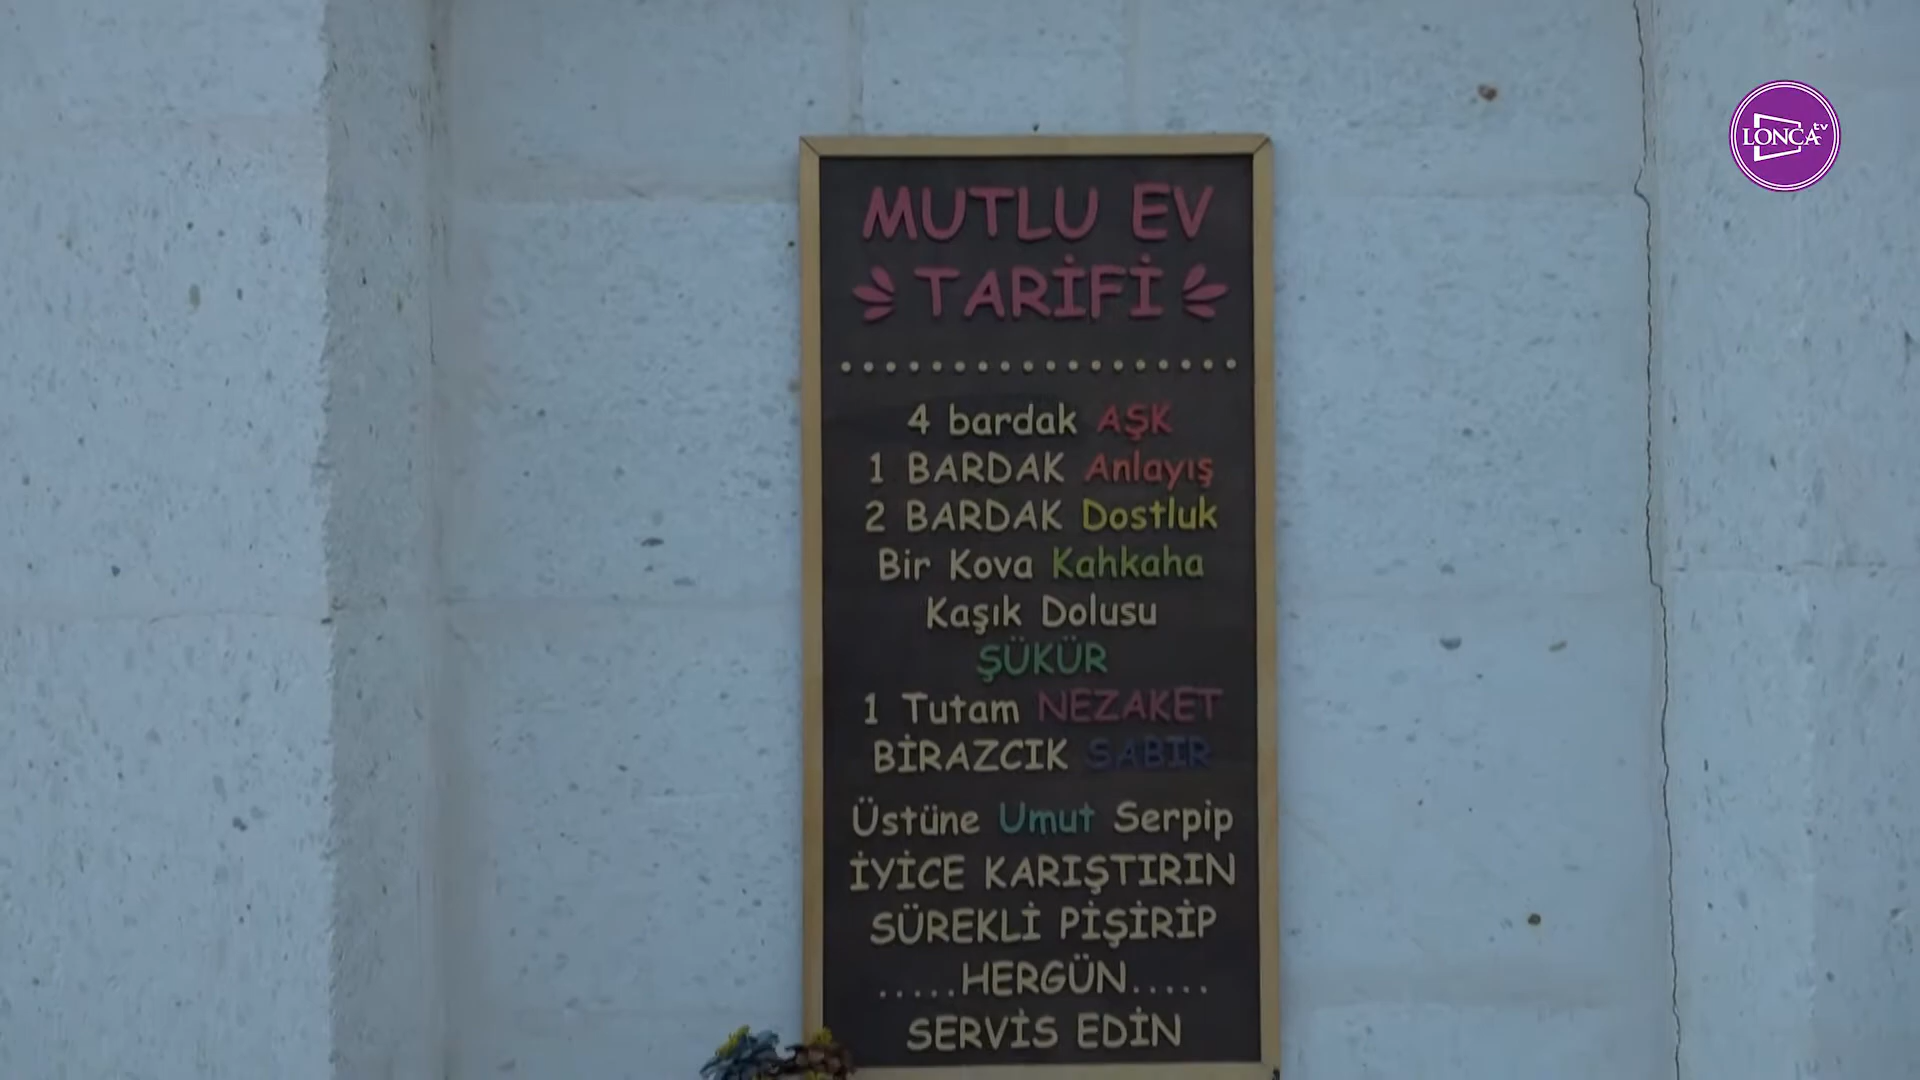 LONCA tv
MUTLU EV
TARİFİ
4 bardak AŞK
1 BARDAK Anlayış
2 BARDAK Dostluk
Bir Kova Kahkaha
Kaşık Dolusu
ŞÜKÜR
1 Tutam NEZAKET
BİRAZCIK SABIR
Üstüne Umut Serpip
İYİCE KARIŞTIRIN
SÜREKLİ PİŞİRİP
.....HERGÜN.....
SERVİS EDİN